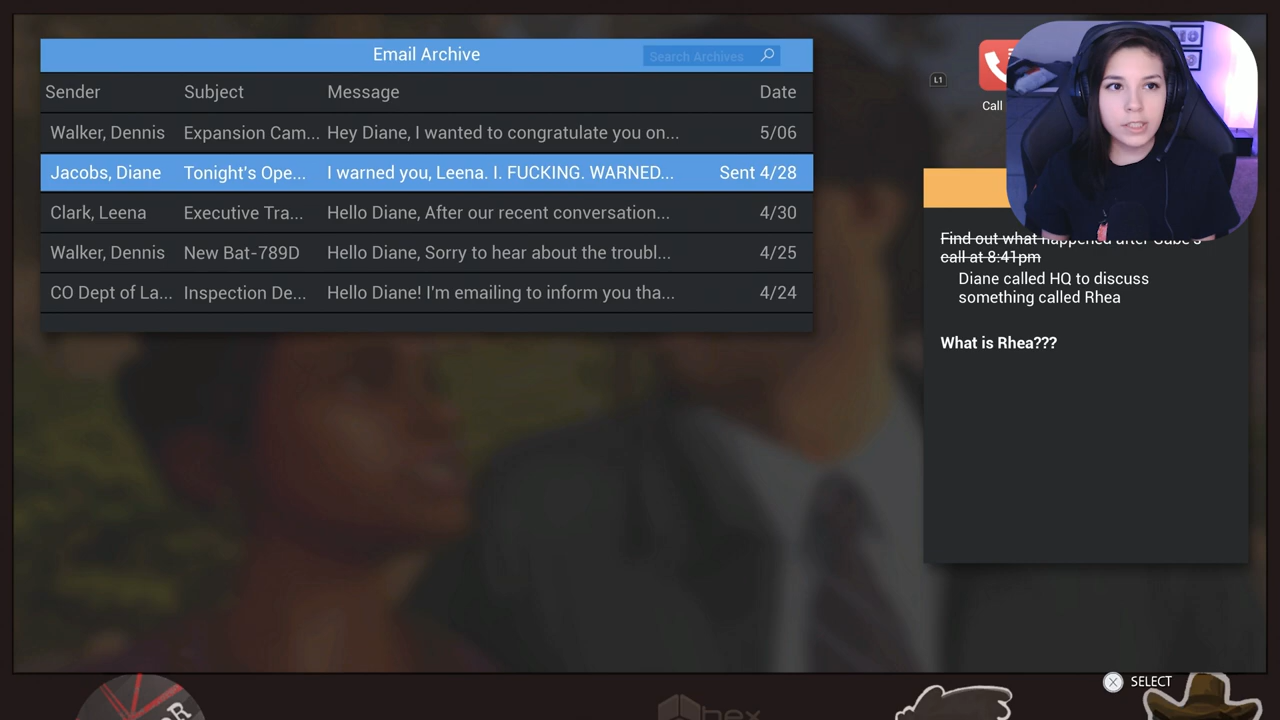 Email Archive
Search Archives
Sender Subject Message Date
Walker, Dennis Expansion Cam... Hey Diane, I wanted to congratulate you on... 5/06
Jacobs, Diane Tonight's Ope... I warned you, Leena. I. FUCKING. WARNED... Sent 4/28
Clark, Leena Executive Tra... Hello Diane, After our recent conversation... 4/30
Walker, Dennis New Bat-789D Hello Diane, Sorry to hear about the troubl... 4/25
CO Dept of La... Inspection De... Hello Diane! I'm emailing to inform you tha... 4/24
L1
Call
Find out what happened after Gabe's
call at 8:41pm
Diane called HQ to discuss
something called Rhea
What is Rhea???
SELECT
hex